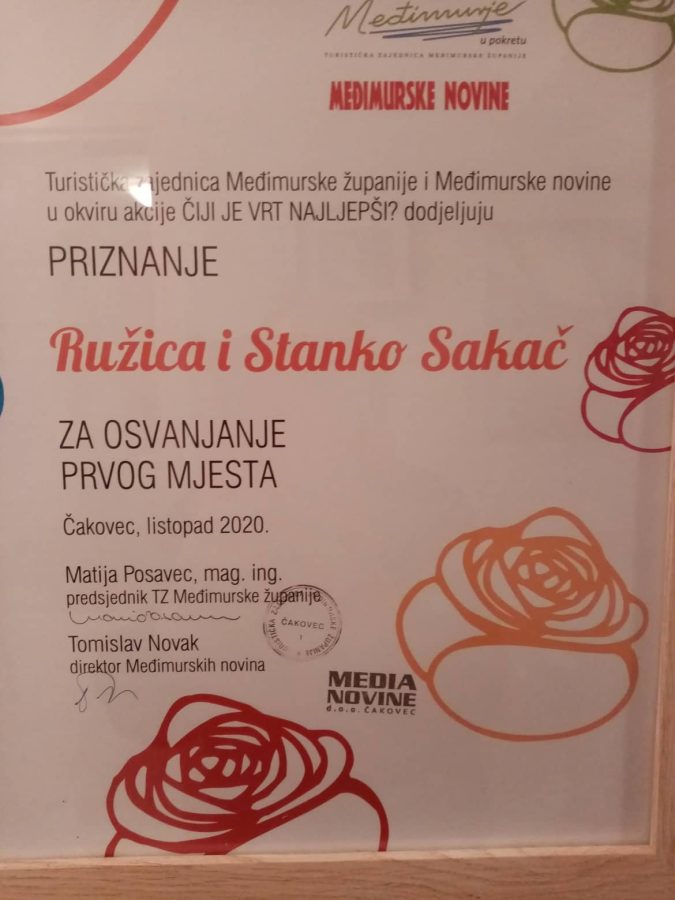 Međimurje
u pokretu
TURISTIČKA ZAJEDNICA MEĐIMURSKE ŽUPANIJE
MEĐIMURSKE NOVINE
Turistička zajednica Međimurske županije i Međimurske novine
u okviru akcije ČIJI JE VRT NAJLJEPŠI? dodjeljuju
PRIZNANJE
Ružica i Stanko Sakač
ZA OSVANJANJE
PRVOG MJESTA
Čakovec, listopad 2020.
Matija Posavec, mag. ing.
predsjednik TZ Međimurske županije
Tomislav Novak
direktor Međimurskih novina
ČAKOVEC
1
MEDIA
NOVINE
d.o.o. ČAKOVEC